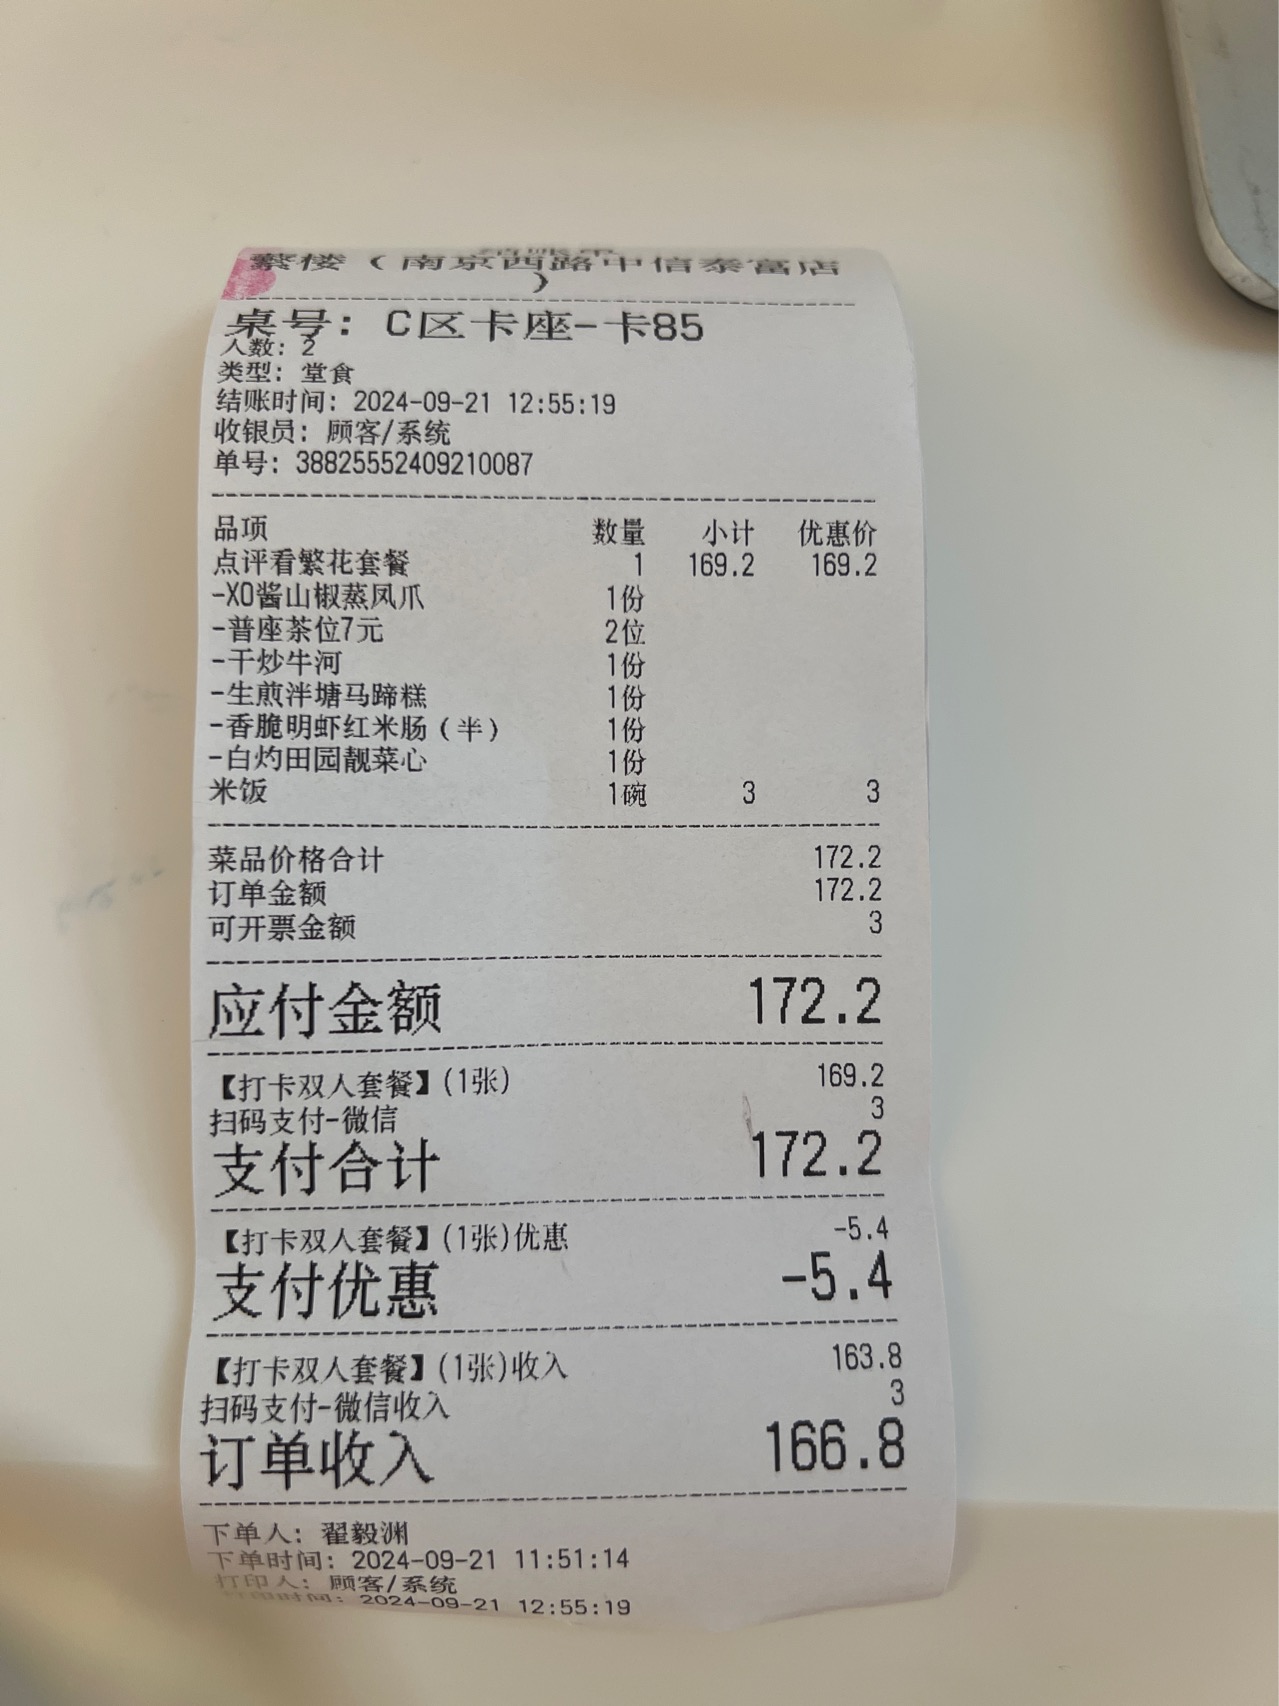 结账单
紫楼（南京西路中信泰富店
）
桌号：C区卡座-卡85
人数：2
类型：堂食
结账时间：2024-09-21 12:55:19
收银员：顾客/系统
单号：38825552409210087
品项 数量 小计 优惠价
点评看繁花套餐 1 169.2 169.2
-XO酱山椒蒸凤爪 1份
-普座茶位7元 2位
-干炒牛河 1份
-生煎泮塘马蹄糕 1份
-香脆明虾红米肠（半） 1份
-白灼田园靓菜心 1份
米饭 1碗 3 3
菜品价格合计 172.2
订单金额 172.2
可开票金额 3
应付金额 172.2
【打卡双人套餐】(1张) 169.2
扫码支付-微信 3
支付合计 172.2
【打卡双人套餐】(1张)优惠 -5.4
支付优惠 -5.4
【打卡双人套餐】(1张)收入 163.8
扫码支付-微信收入 3
订单收入 166.8
下单人：翟毅渊
下单时间：2024-09-21 11:51:14
打印人：顾客/系统
打印时间：2024-09-21 12:55:19